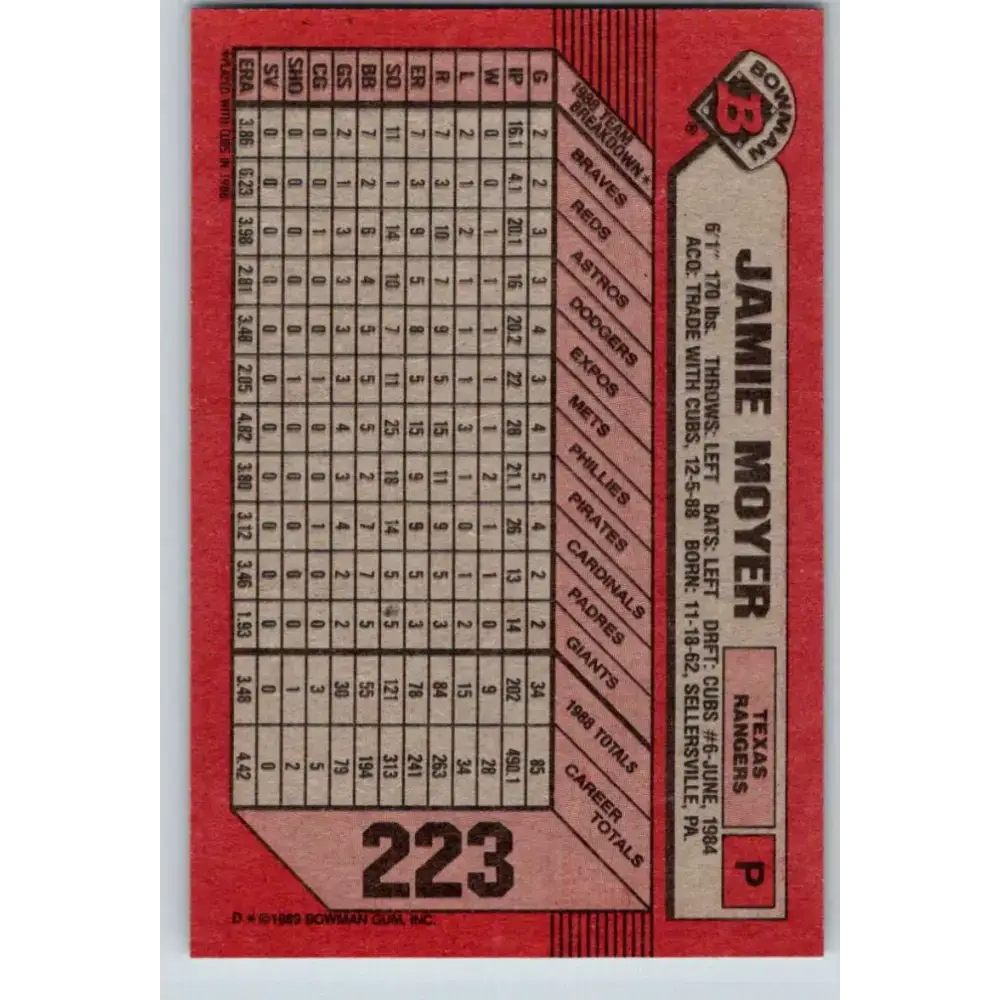 BOWMAN
B
®
JAMIE MOYER
TEXAS
RANGERS
P
6'1" 170 lbs. THROWS: LEFT BATS: LEFT DRFT: CUBS #6-JUNE, 1984
ACQ: TRADE WITH CUBS, 12-5-88 BORN: 11-18-62, SELLERSVILLE, PA.
1988 TEAM
BREAKDOWN*
BRAVES
REDS
ASTROS
DODGERS
EXPOS
METS
PHILLIES
PIRATES
CARDINALS
PADRES
GIANTS
1988 TOTALS
CAREER
TOTALS
G 2 2 3 3 4 3 4 5 4 2 2 34 85
IP 16.1 4.1 20.1 16 20.2 22 28 21.1 26 13 14 202 490.1
W 0 0 1 1 1 1 1 2 1 1 0 9 28
L 2 1 2 1 1 1 3 1 0 1 2 15 34
R 7 3 10 7 9 5 15 11 9 5 3 84 263
ER 7 3 9 5 8 5 15 9 9 5 3 78 241
SO 11 1 14 10 7 11 25 18 14 5 5 121 313
BB 7 2 6 4 5 5 5 2 7 7 5 55 194
GS 2 1 3 3 3 3 4 3 4 2 2 30 79
CG 0 0 1 0 0 1 0 0 1 0 0 3 5
SHO 0 0 0 0 0 1 0 0 0 0 0 1 2
SV 0 0 0 0 0 0 0 0 0 0 0 0 0
ERA 3.86 6.23 3.98 2.81 3.48 2.05 4.82 3.80 3.12 3.46 1.93 3.48 4.42
223
*PLAYED WITH CUBS IN 1988
D * ©1989 BOWMAN GUM, INC.